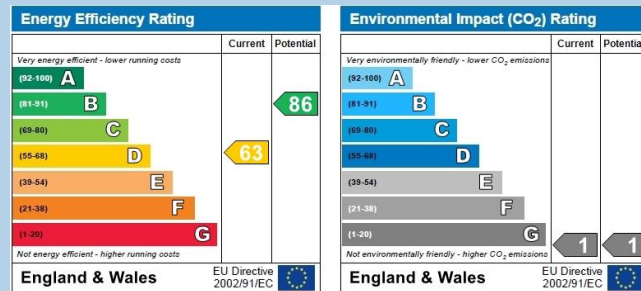 Energy Efficiency Rating
Current Potential
Very energy efficient - lower running costs
(92-100) A
(81-91) B
86
(69-80) C
(55-68) D
63
(39-54) E
(21-38) F
(1-20) G
Not energy efficient - higher running costs
England & Wales
EU Directive
2002/91/EC
Environmental Impact (CO₂) Rating
Current Potential
Very environmentally friendly - lower CO₂ emissions
(92-100) A
(81-91) B
(69-80) C
(55-68) D
(39-54) E
(21-38) F
(1-20) G
1 1
Not environmentally friendly - higher CO₂ emissions
England & Wales
EU Directive
2002/91/EC